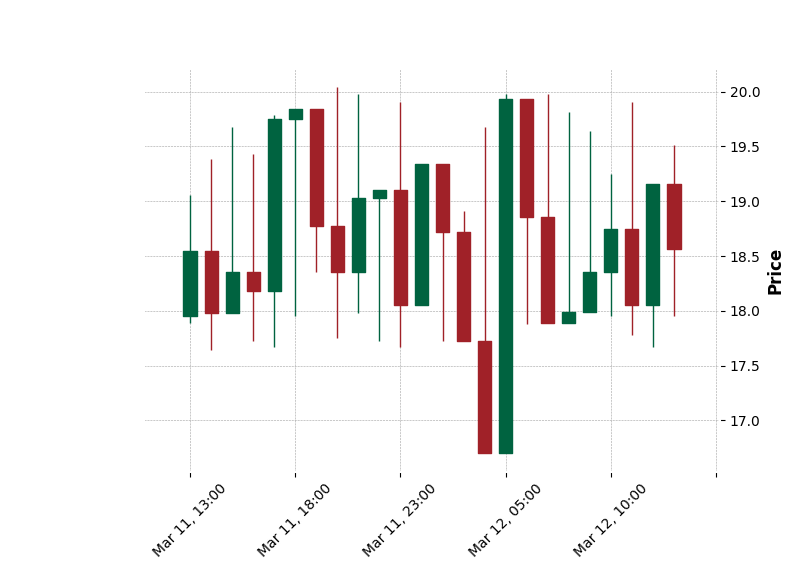 20.0
19.5
19.0
18.5
18.0
17.5
17.0
Price
Mar 11, 13:00
Mar 11, 18:00
Mar 11, 23:00
Mar 12, 05:00
Mar 12, 10:00